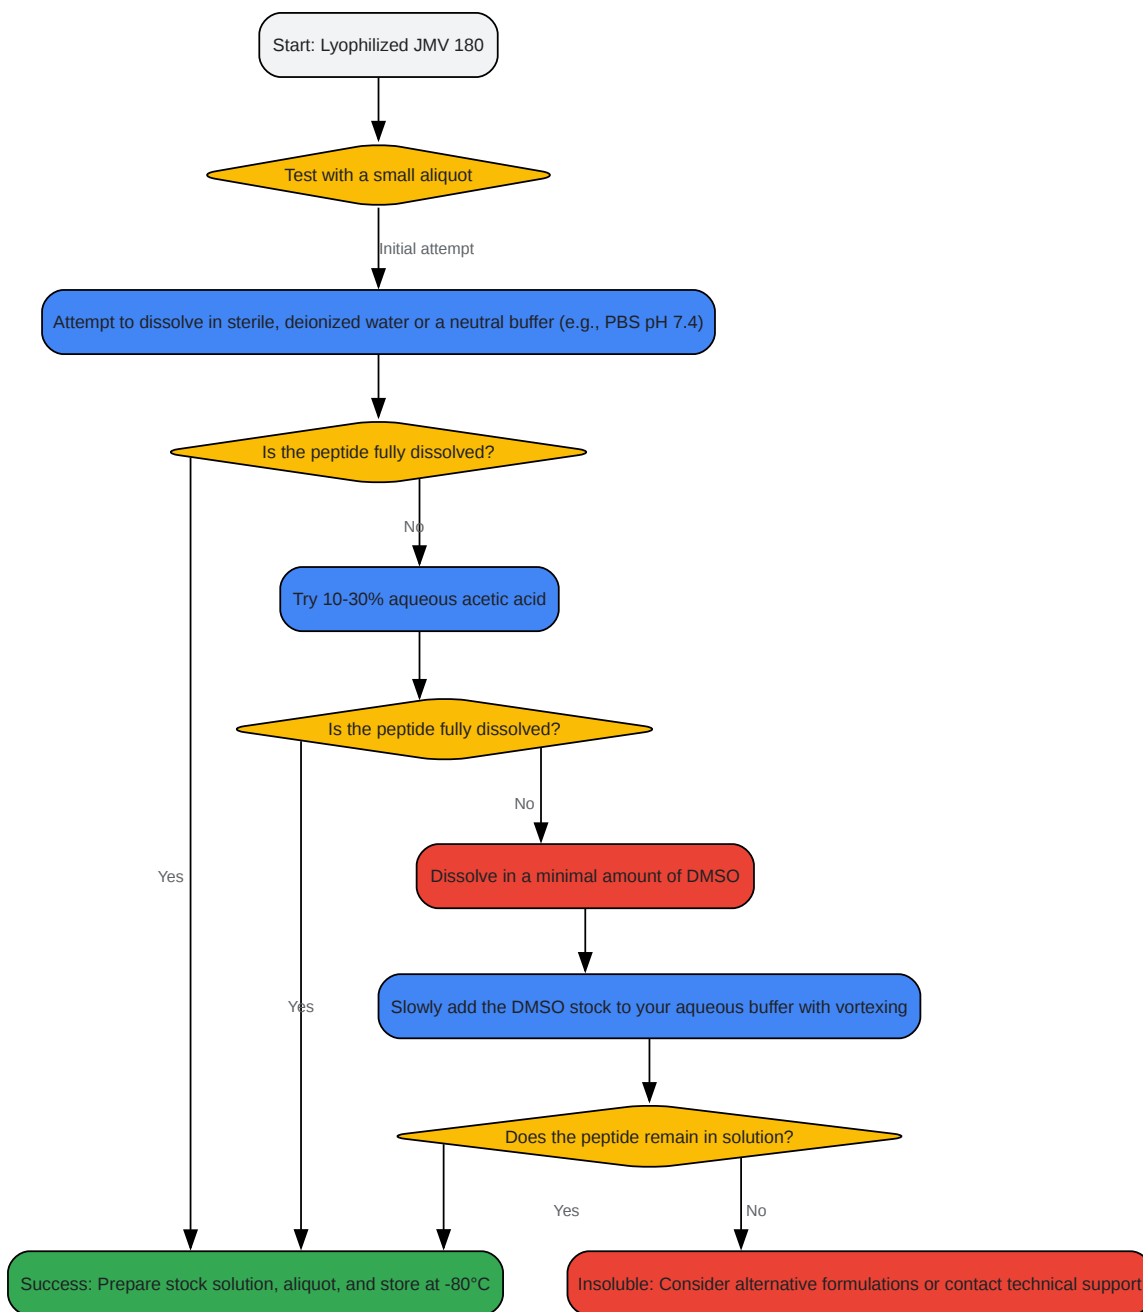 Start: Lyophilized JMV 180
Test with a small aliquot
Initial attempt
Attempt to dissolve in sterile, deionized water or a neutral buffer (e.g., PBS pH 7.4)
Is the peptide fully dissolved?
No
Try 10-30% aqueous acetic acid
Is the peptide fully dissolved?
No
Yes
Dissolve in a minimal amount of DMSO
Yes
Slowly add the DMSO stock to your aqueous buffer with vortexing
Does the peptide remain in solution?
Yes
No
Success: Prepare stock solution, aliquot, and store at -80°C
Insoluble: Consider alternative formulations or contact technical support